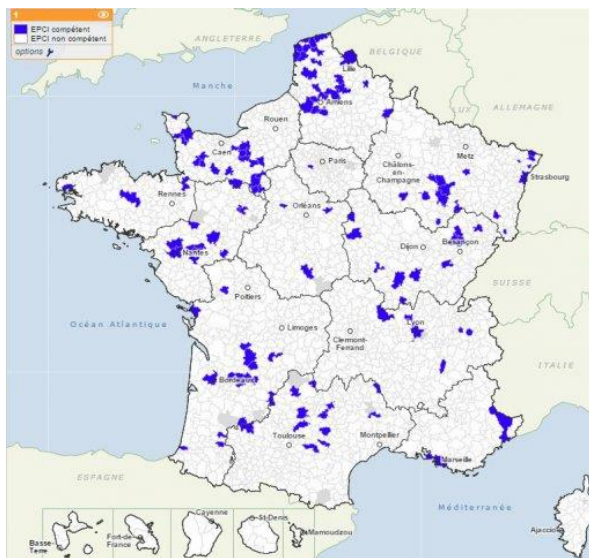 1
EPCI compétent
EPCI non compétent
options
ANGLETERRE
BELGIQUE
Manche
Lille
LUX
ALLEMAGNE
Amiens
Rouen
Caen
Paris
Châlons-
en-
Champagne
Metz
Strasbourg
Rennes
Orléans
Nantes
Dijon
Besançon
SUISSE
Poitiers
Océan Atlantique
Limoges
Clermont-
Ferrand
Lyon
ITALIE
Bordeaux
Toulouse
Montpellier
Marseille
ESPAGNE
Méditerranée
Ajaccio
Basse-
Terre
Fort-de-
France
Cayenne
St-Denis
Mamoudzou